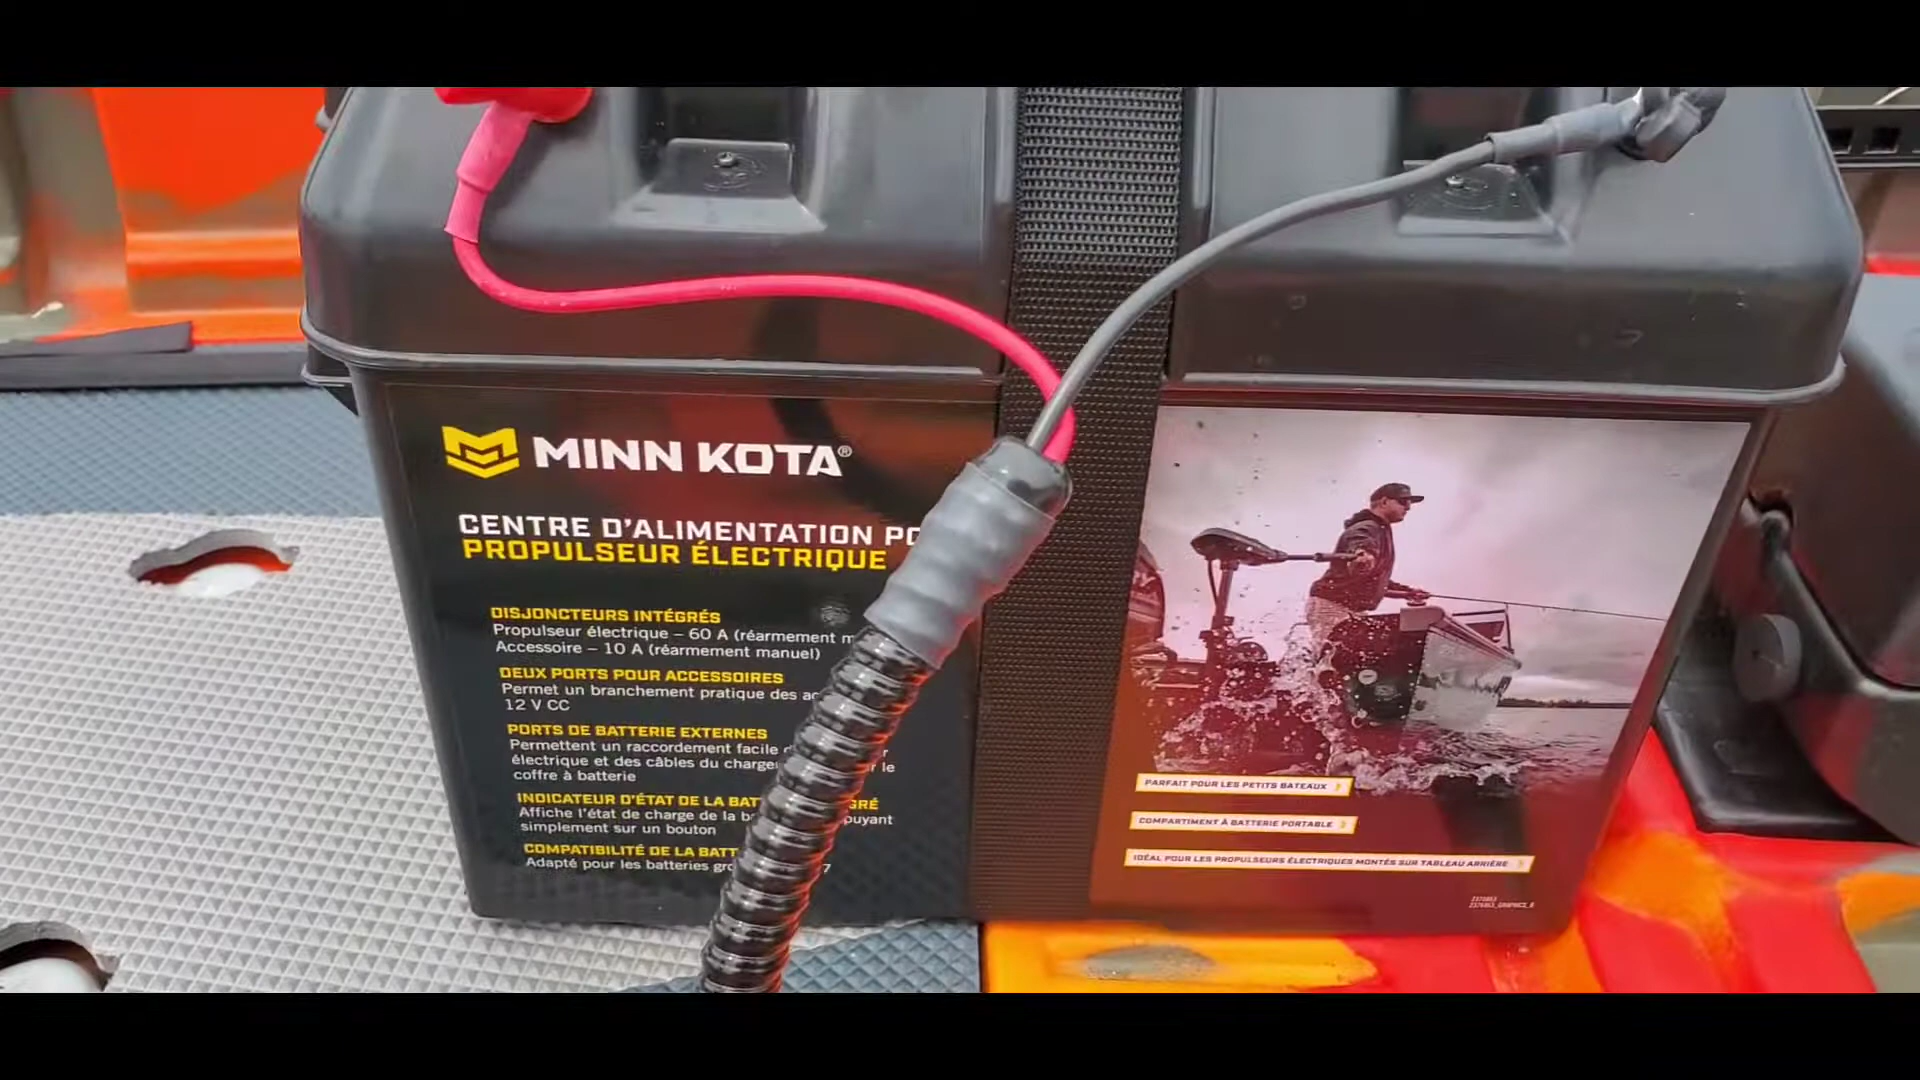 MINN KOTA®
CENTRE D'ALIMENTATION
PROPULSEUR ÉLECTRIQUE
DISJONCTEURS INTÉGRÉS
Propulseur électrique – 60 A (réarmement
Accessoire – 10 A (réarmement manuel)
DEUX PORTS POUR ACCESSOIRES
Permet un branchement pratique des
12 V CC
PORTS DE BATTERIE EXTERNES
Permettent un raccordement facile
électrique et des câbles du le
coffre à batterie
INDICATEUR D'ÉTAT DE LA
Affiche l'état de charge de la
simplement sur un bouton
COMPATIBILITÉ DE LA
Adapté pour les batteries
PARFAIT POUR LES PETITS BATEAUX
COMPARTIMENT À BATTERIE PORTABLE
IDÉAL POUR LES PROPULSEURS ÉLECTRIQUES MONTÉS SUR TABLEAU ARRIÈRE